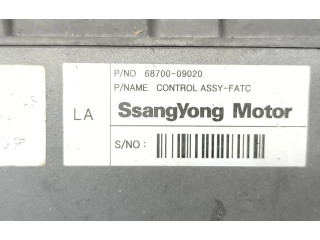 P/NO 68700-09020
P/NAME CONTROL ASSY-FATC
LA
SsangYong Motor
S/NO: